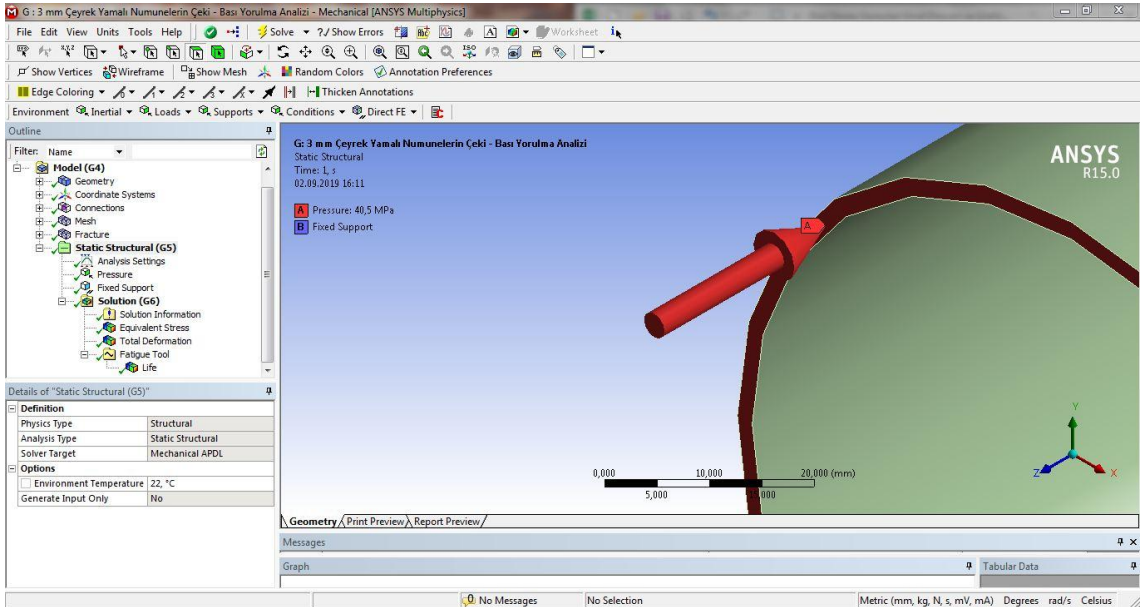 G : 3 mm Çeyrek Yamalı Numunelerin Çeki - Bası Yorulma Analizi - Mechanical [ANSYS Multiphysics]
File Edit View Units Tools Help Solve ?/ Show Errors A Worksheet
Show Vertices Wireframe Show Mesh Random Colors Annotation Preferences
Edge Coloring Thicken Annotations
Environment Inertial Loads Supports Conditions Direct FE
Outline
Filter: Name
Model (G4)
Geometry
Coordinate Systems
Connections
Mesh
Fracture
Static Structural (G5)
Analysis Settings
Pressure
Fixed Support
Solution (G6)
Solution Information
Equivalent Stress
Total Deformation
Fatigue Tool
Life
Details of "Static Structural (G5)"
Definition
Physics Type Structural
Analysis Type Static Structural
Solver Target Mechanical APDL
Options
Environment Temperature 22, °C
Generate Input Only No
G: 3 mm Çeyrek Yamalı Numunelerin Çeki - Bası Yorulma Analizi
Static Structural
Time: 1, s
02.09.2019 16:11
A Pressure: 40,5 MPa
B Fixed Support
ANSYS
R15.0
A
Y
Z X
0,000 10,000 20,000 (mm)
5,000
Geometry Print Preview Report Preview
Messages
Graph Tabular Data
No Messages No Selection Metric (mm, kg, N, s, mV, mA) Degrees rad/s Celsius